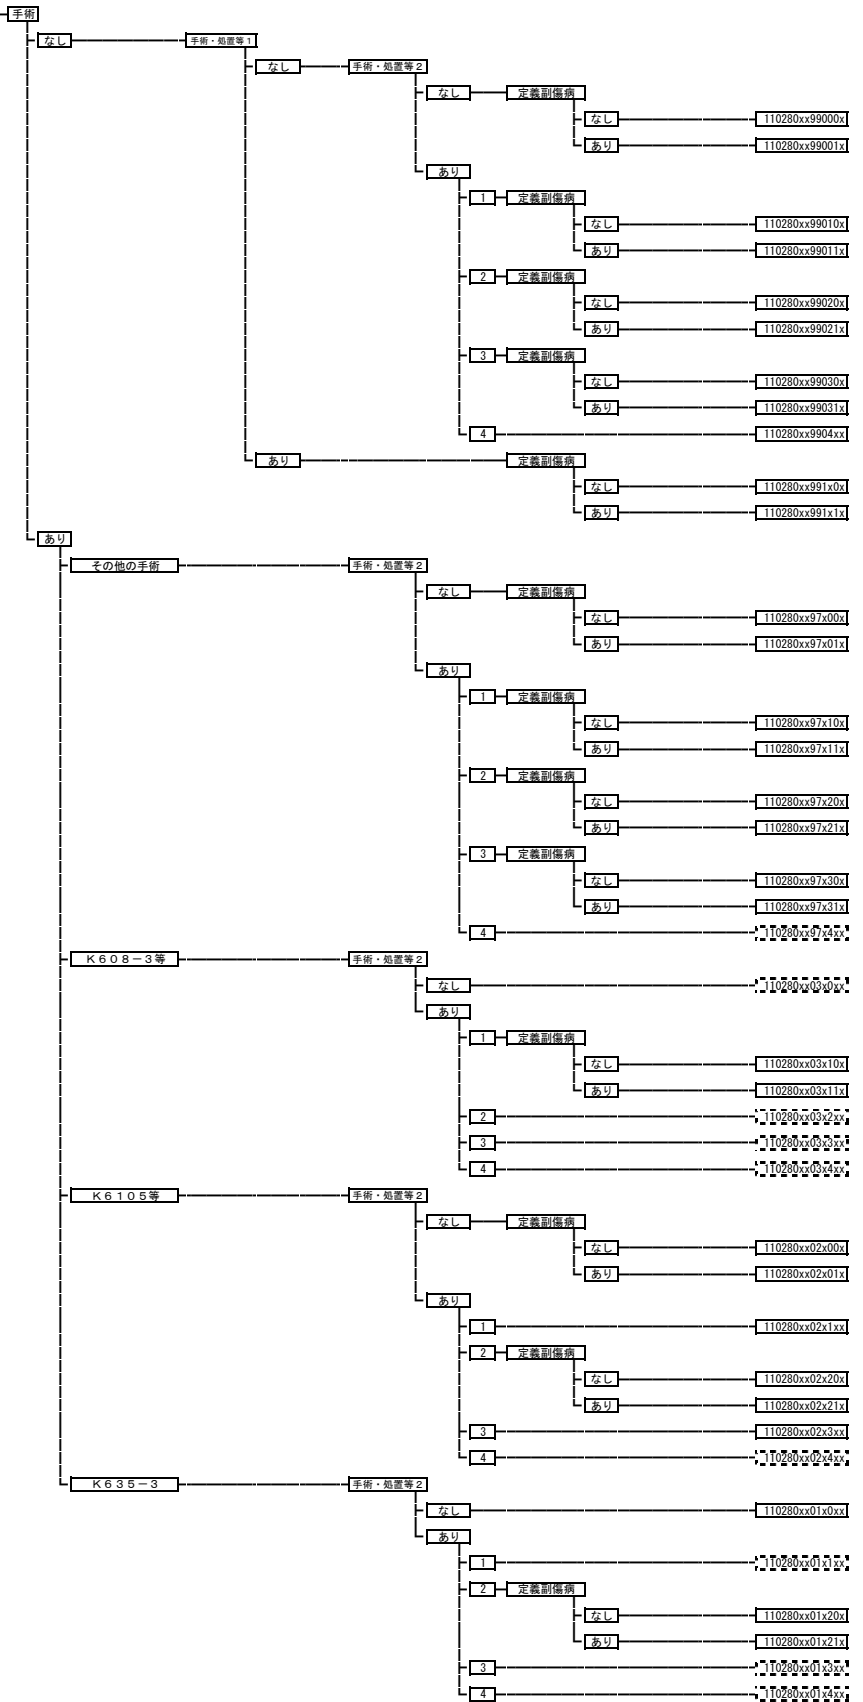 手術
なし 手術・処置等1
なし 手術・処置等2
なし 定義副傷病
なし 110280xx99000x
あり 110280xx99001x
あり
1 定義副傷病
なし 110280xx99010x
あり 110280xx99011x
2 定義副傷病
なし 110280xx99020x
あり 110280xx99021x
3 定義副傷病
なし 110280xx99030x
あり 110280xx99031x
4 110280xx9904xx
あり 定義副傷病
なし 110280xx991x0x
あり 110280xx991x1x
あり
その他の手術 手術・処置等2
なし 定義副傷病
なし 110280xx97x00x
あり 110280xx97x01x
あり
1 定義副傷病
なし 110280xx97x10x
あり 110280xx97x11x
2 定義副傷病
なし 110280xx97x20x
あり 110280xx97x21x
3 定義副傷病
なし 110280xx97x30x
あり 110280xx97x31x
4 110280xx97x4xx
K608-3等 手術・処置等2
なし 110280xx03x0xx
あり
1 定義副傷病
なし 110280xx03x10x
あり 110280xx03x11x
2 110280xx03x2xx
3 110280xx03x3xx
4 110280xx03x4xx
K6105等 手術・処置等2
なし 定義副傷病
なし 110280xx02x00x
あり 110280xx02x01x
あり
1 110280xx02x1xx
2 定義副傷病
なし 110280xx02x20x
あり 110280xx02x21x
3 110280xx02x3xx
4 110280xx02x4xx
K635-3 手術・処置等2
なし 110280xx01x0xx
あり
1 110280xx01x1xx
2 定義副傷病
なし 110280xx01x20x
あり 110280xx01x21x
3 110280xx01x3xx
4 110280xx01x4xx